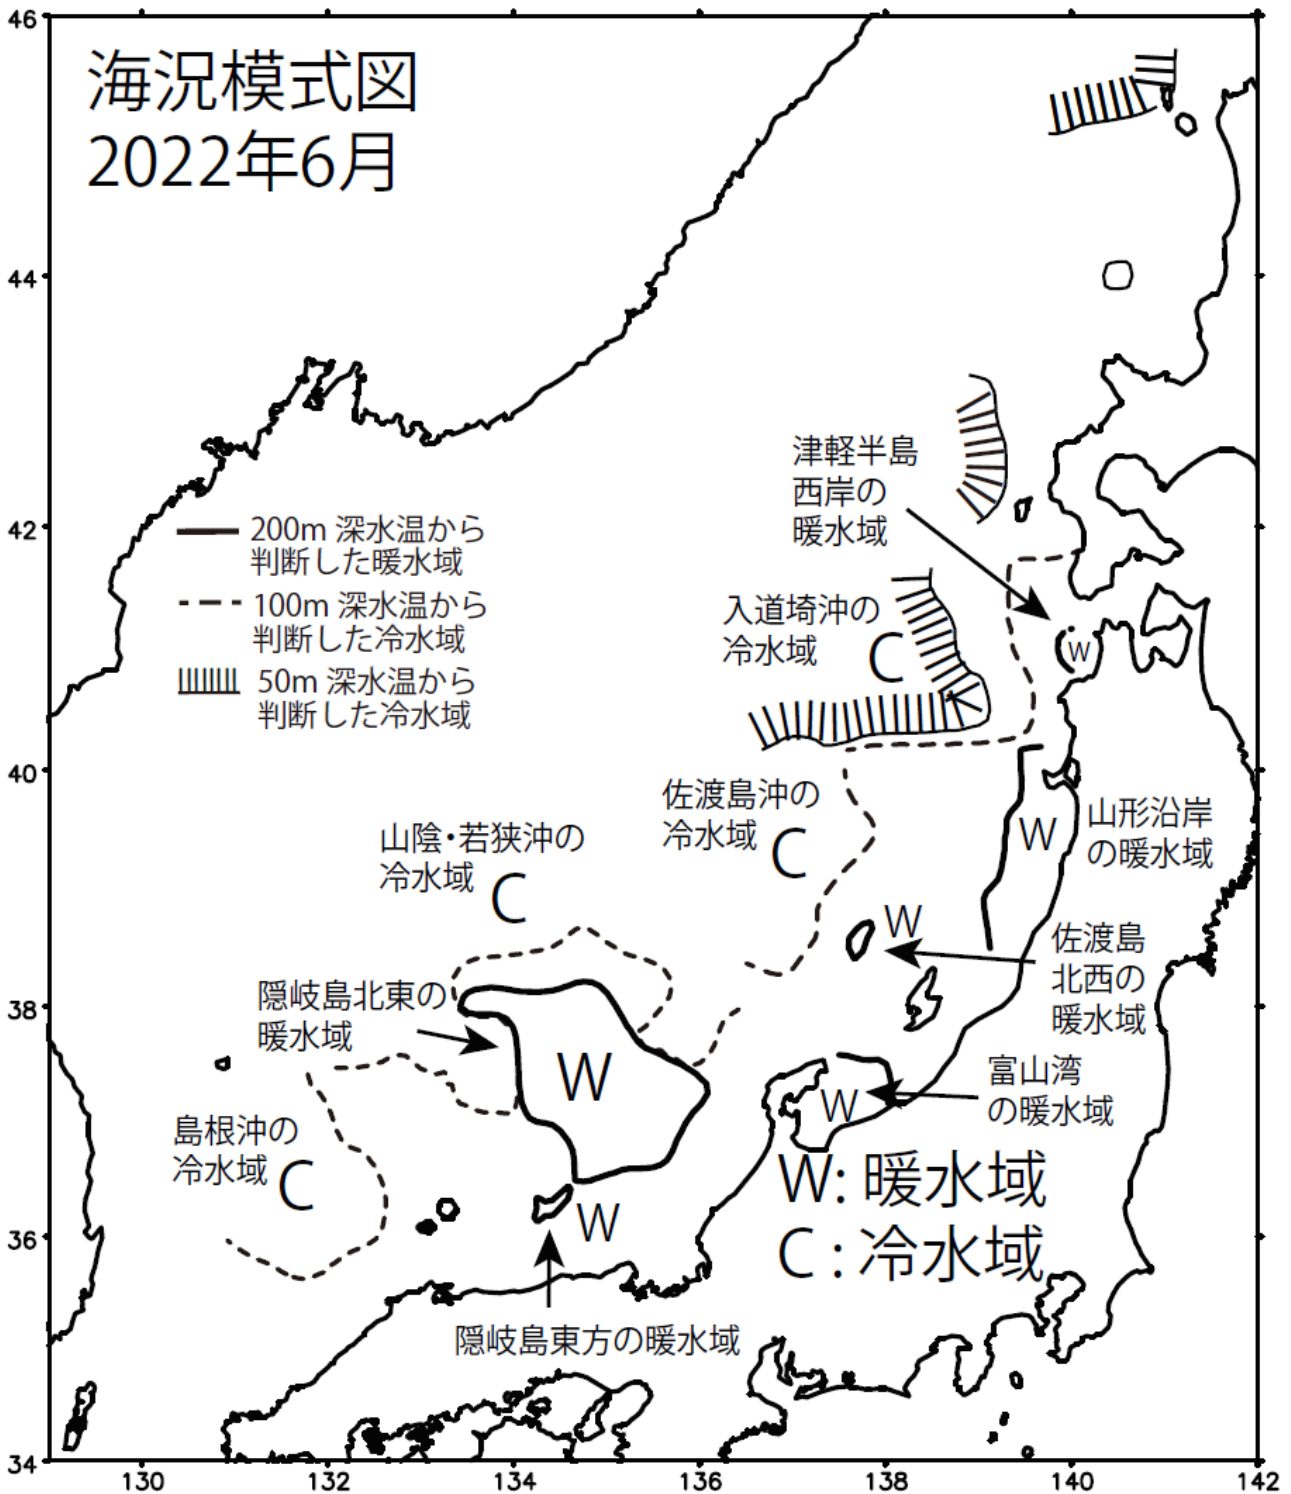 海況模式図
2022年6月
46
44
42
40
38
36
34
130
132
134
136
138
140
142
200m 深水温から
判断した暖水域
100m 深水温から
判断した冷水域
50m 深水温から
判断した冷水域
津軽半島
西岸の
暖水域
W
入道埼沖の
冷水域
C
佐渡島沖の
冷水域
C
山形沿岸
の暖水域
W
山陰・若狭沖の
冷水域
C
佐渡島
北西の
暖水域
W
隠岐島北東の
暖水域
W
富山湾
の暖水域
W
島根沖の
冷水域
C
W
隠岐島東方の暖水域
W: 暖水域
C : 冷水域